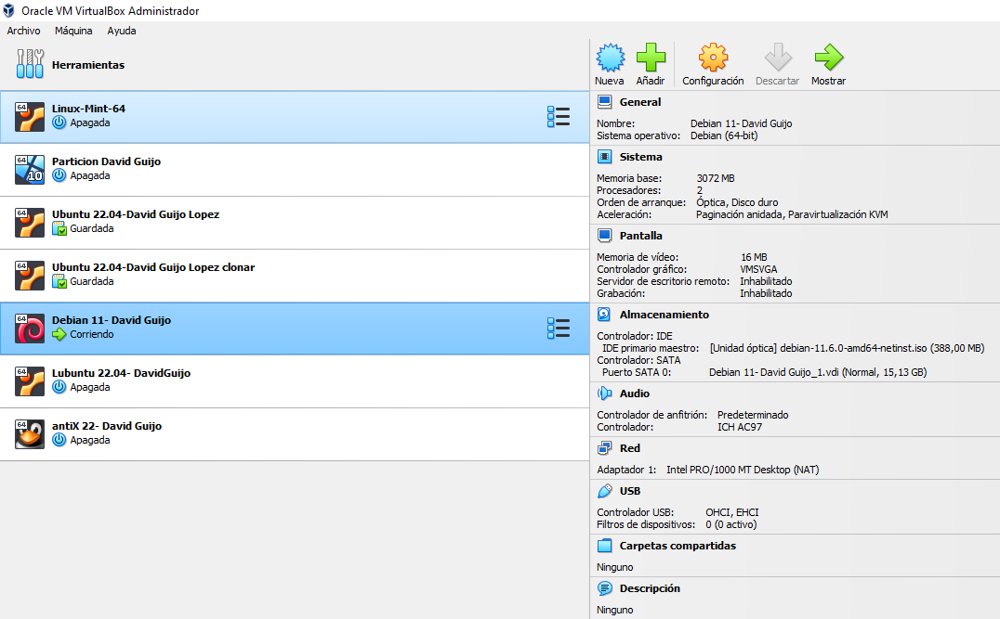 Oracle VM VirtualBox Administrador
Archivo Máquina Ayuda
Herramientas
64
Linux-Mint-64
Apagada
64
10
Particion David Guijo
Apagada
64
Ubuntu 22.04-David Guijo Lopez
Guardada
64
Ubuntu 22.04-David Guijo Lopez clonar
Guardada
64
Debian 11- David Guijo
Corriendo
64
Lubuntu 22.04- DavidGuijo
Apagada
64
antiX 22- David Guijo
Apagada
Nueva Añadir Configuración Descartar Mostrar
General
Nombre: Debian 11- David Guijo
Sistema operativo: Debian (64-bit)
Sistema
Memoria base: 3072 MB
Procesadores: 2
Orden de arranque: Óptica, Disco duro
Aceleración: Paginación anidada, Paravirtualización KVM
Pantalla
Memoria de vídeo: 16 MB
Controlador gráfico: VMSVGA
Servidor de escritorio remoto: Inhabilitado
Grabación: Inhabilitado
Almacenamiento
Controlador: IDE
IDE primario maestro: [Unidad óptica] debian-11.6.0-amd64-netinst.iso (388,00 MB)
Controlador: SATA
Puerto SATA 0: Debian 11- David Guijo_1.vdi (Normal, 15,13 GB)
Audio
Controlador de anfitrión: Predeterminado
Controlador: ICH AC97
Red
Adaptador 1: Intel PRO/1000 MT Desktop (NAT)
USB
Controlador USB: OHCI, EHCI
Filtros de dispositivos: 0 (0 activo)
Carpetas compartidas
Ninguno
Descripción
Ninguno